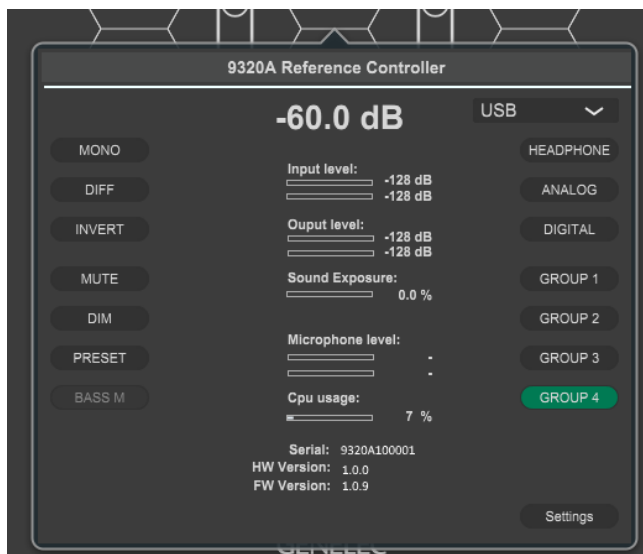 9320A Reference Controller
-60.0 dB
USB
MONO
HEADPHONE
Input level:
-128 dB
-128 dB
DIFF
ANALOG
INVERT
DIGITAL
Ouput level:
-128 dB
-128 dB
MUTE
Sound Exposure:
0.0 %
GROUP 1
DIM
GROUP 2
Microphone level:
-
-
PRESET
GROUP 3
BASS M
Cpu usage:
7 %
GROUP 4
Serial: 9320A100001
HW Version: 1.0.0
FW Version: 1.0.9
Settings
GENELEC